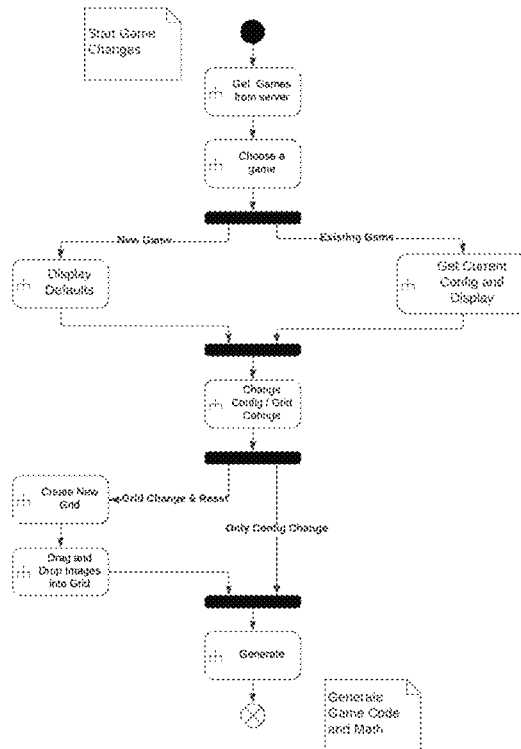 Start Game
Changes
Get Games
from server
Choose a
game
New Game
Existing Game
Display
Defaults
Get Current
Config and
Display
Change
Config / Grid
Create New
Grid
Grid Change & Reset
Only Config Change
Drag and
Drop Images
into Grid
Generate
Generate
Game Code
and Math